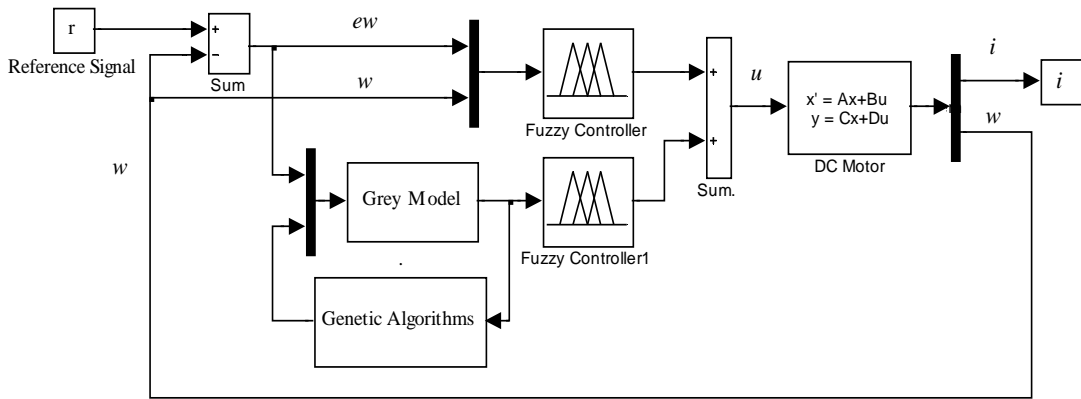 r
Reference Signal
+
−
Sum
ew
w
w
Fuzzy Controller
Grey Model
Fuzzy Controller1
Genetic Algorithms
+
+
Sum.
u
x' = Ax+Bu
y = Cx+Du
DC Motor
i
w
i